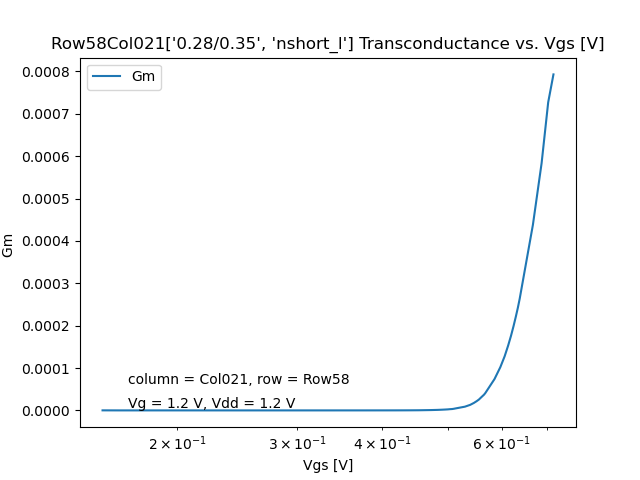 Row58Col021['0.28/0.35', 'nshort_l'] Transconductance vs. Vgs [V]
Gm
0.0008
0.0007
0.0006
0.0005
0.0004
0.0003
0.0002
0.0001
0.0000
Gm
column = Col021, row = Row58
Vg = 1.2 V, Vdd = 1.2 V
2 × 10⁻¹ 3 × 10⁻¹ 4 × 10⁻¹ 6 × 10⁻¹
Vgs [V]